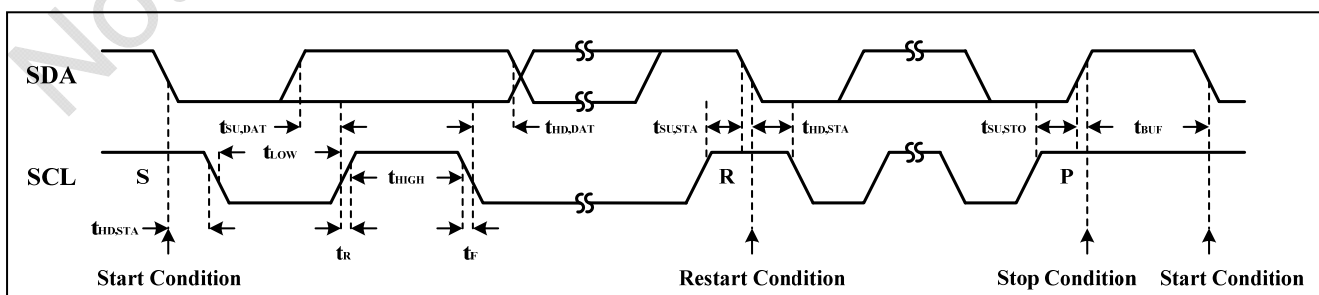 No
SDA
tSU,DAT
tHD,DAT
tSU,STA
tHD,STA
tSU,STO
tBUF
tLOW
SCL
S
tHIGH
R
P
tHD,STA
tR
tF
Start Condition
Restart Condition
Stop Condition
Start Condition